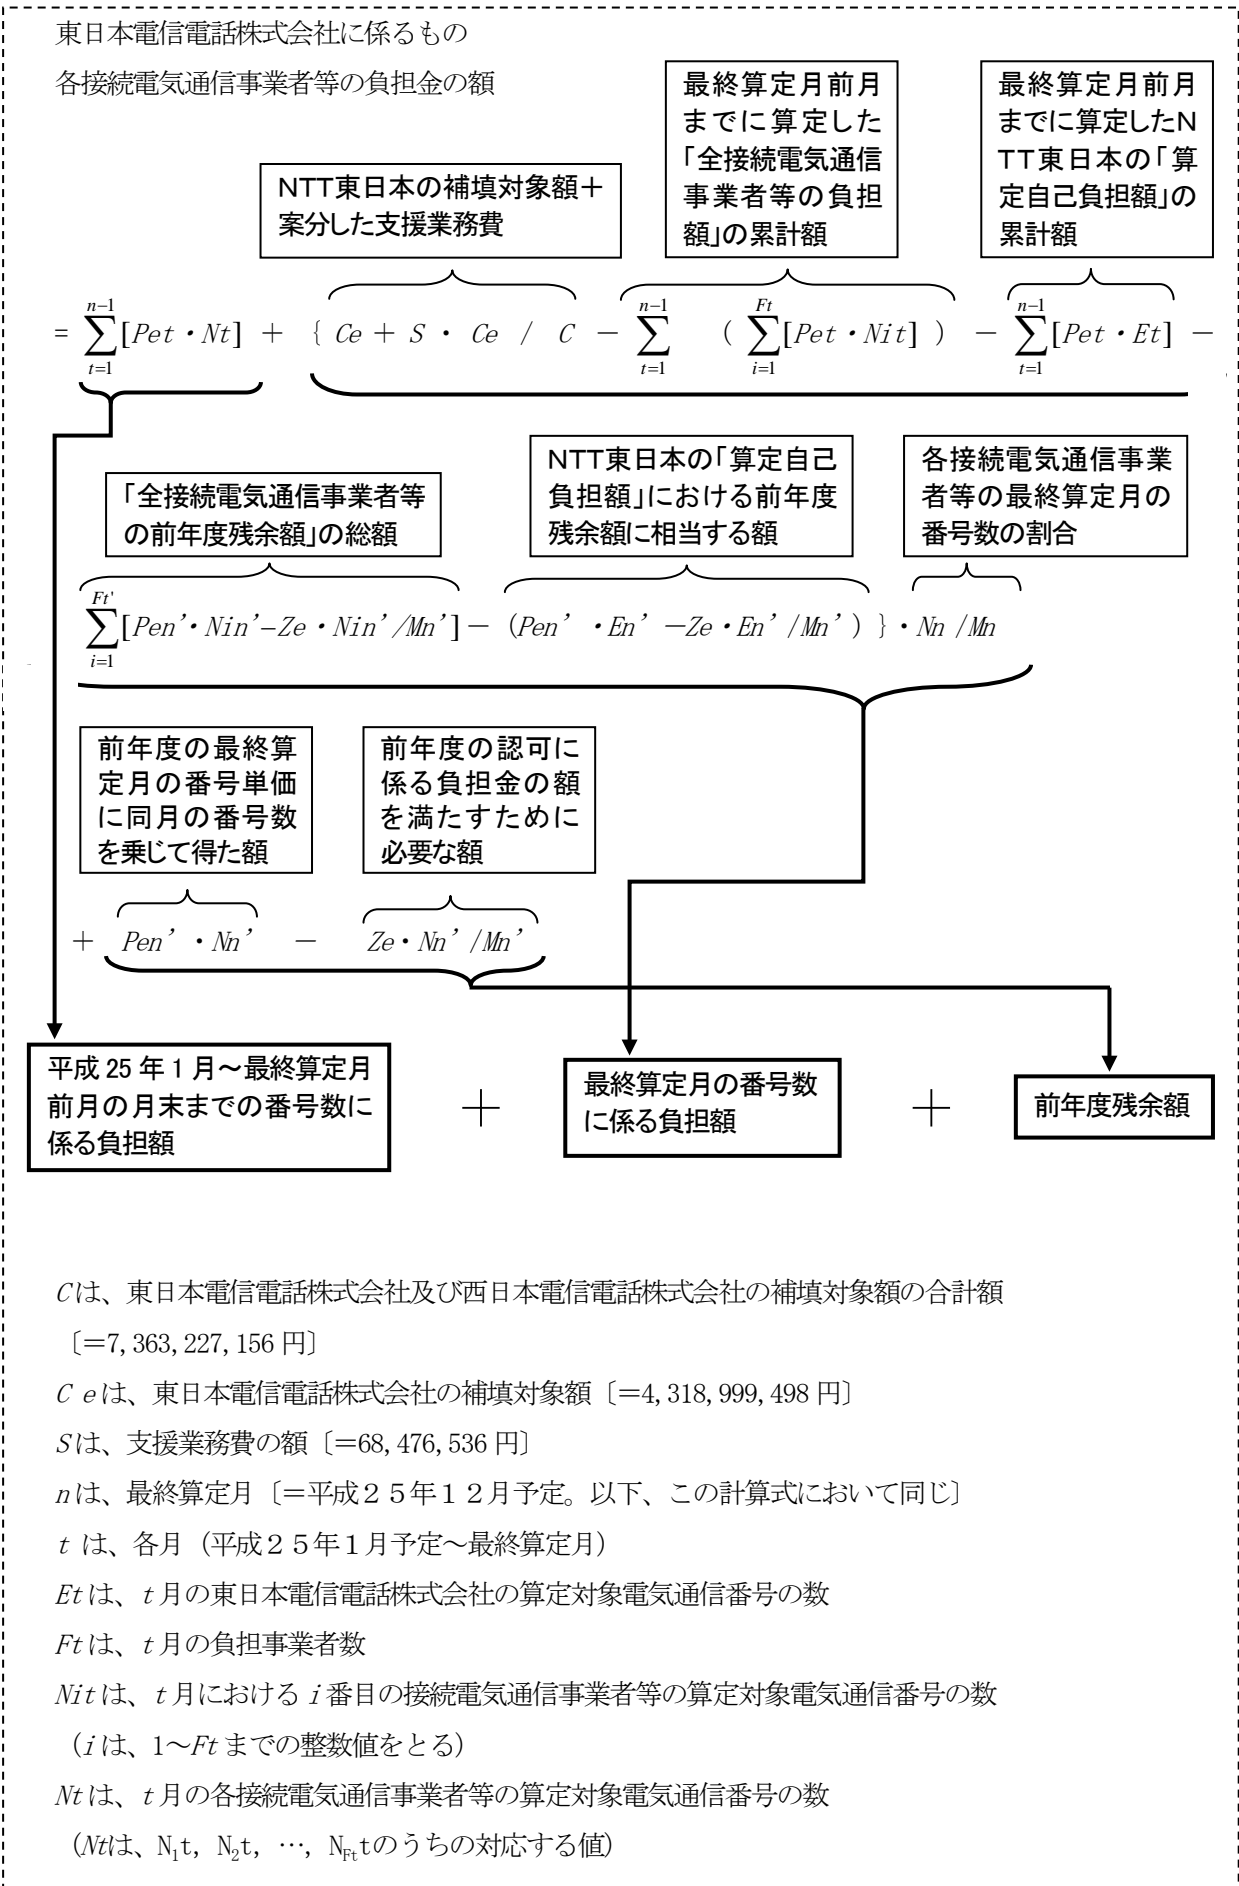 東日本電信電話株式会社に係るもの
各接続電気通信事業者等の負担金の額
最終算定月前月
までに算定した
「全接続電気通信
事業者等の負担
額」の累計額
最終算定月前月
までに算定したN
TT東日本の「算
定自己負担額」の
累計額
NTT東日本の補填対象額＋
案分した支援業務費
= \sum_{t=1}^{n-1}[Pet・Nt] + { Ce + S ・ Ce / C － \sum_{t=1}^{n-1} （ \sum_{i=1}^{Ft}[Pet・Nit] ） － \sum_{t=1}^{n-1}[Pet・Et] －
「全接続電気通信事業者等
の前年度残余額」の総額
NTT東日本の「算定自己
負担額」における前年度
残余額に相当する額
各接続電気通信事業
者等の最終算定月の
番号数の割合
\sum_{i=1}^{Ft'}[Pen'・Nin'−Ze・Nin'/Mn']－（Pen'・En'－Ze・En'/Mn'）}・Nn/Mn
前年度の最終算
定月の番号単価
に同月の番号数
を乗じて得た額
前年度の認可に
係る負担金の額
を満たすために
必要な額
＋ Pen'・Nn' － Ze・Nn'/Mn'
平成 25 年 1 月～最終算定月
前月の月末までの番号数に
係る負担額
＋
最終算定月の番号数
に係る負担額
＋
前年度残余額
Cは、東日本電信電話株式会社及び西日本電信電話株式会社の補填対象額の合計額
〔＝7,363,227,156 円〕
Ｃｅは、東日本電信電話株式会社の補填対象額〔＝4,318,999,498 円〕
Sは、支援業務費の額〔＝68,476,536 円〕
nは、最終算定月〔＝平成２５年１２月予定。以下、この計算式において同じ〕
t は、各月（平成２５年１月予定～最終算定月）
Etは、t月の東日本電信電話株式会社の算定対象電気通信番号の数
Ftは、t月の負担事業者数
Nitは、t月における i番目の接続電気通信事業者等の算定対象電気通信番号の数
（iは、1～Ftまでの整数値をとる）
Ntは、t月の各接続電気通信事業者等の算定対象電気通信番号の数
（Ntは、N₁t, N₂t, …, N_{Ft}tのうちの対応する値）